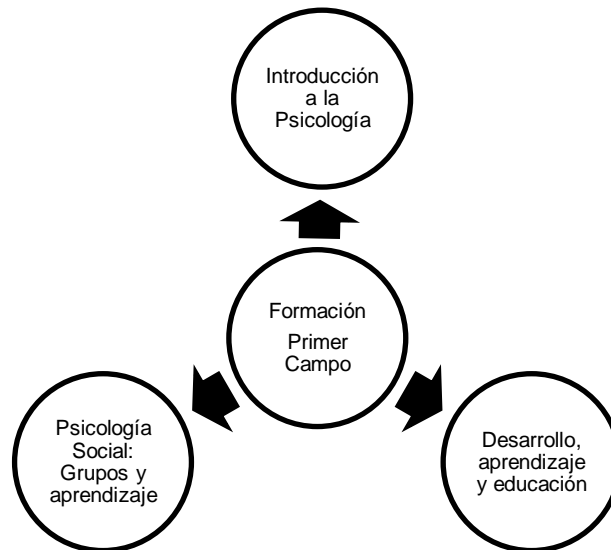 Introducción
a la
Psicología
Formación
Primer
Campo
Psicología
Social:
Grupos y
aprendizaje
Desarrollo,
aprendizaje
y educación